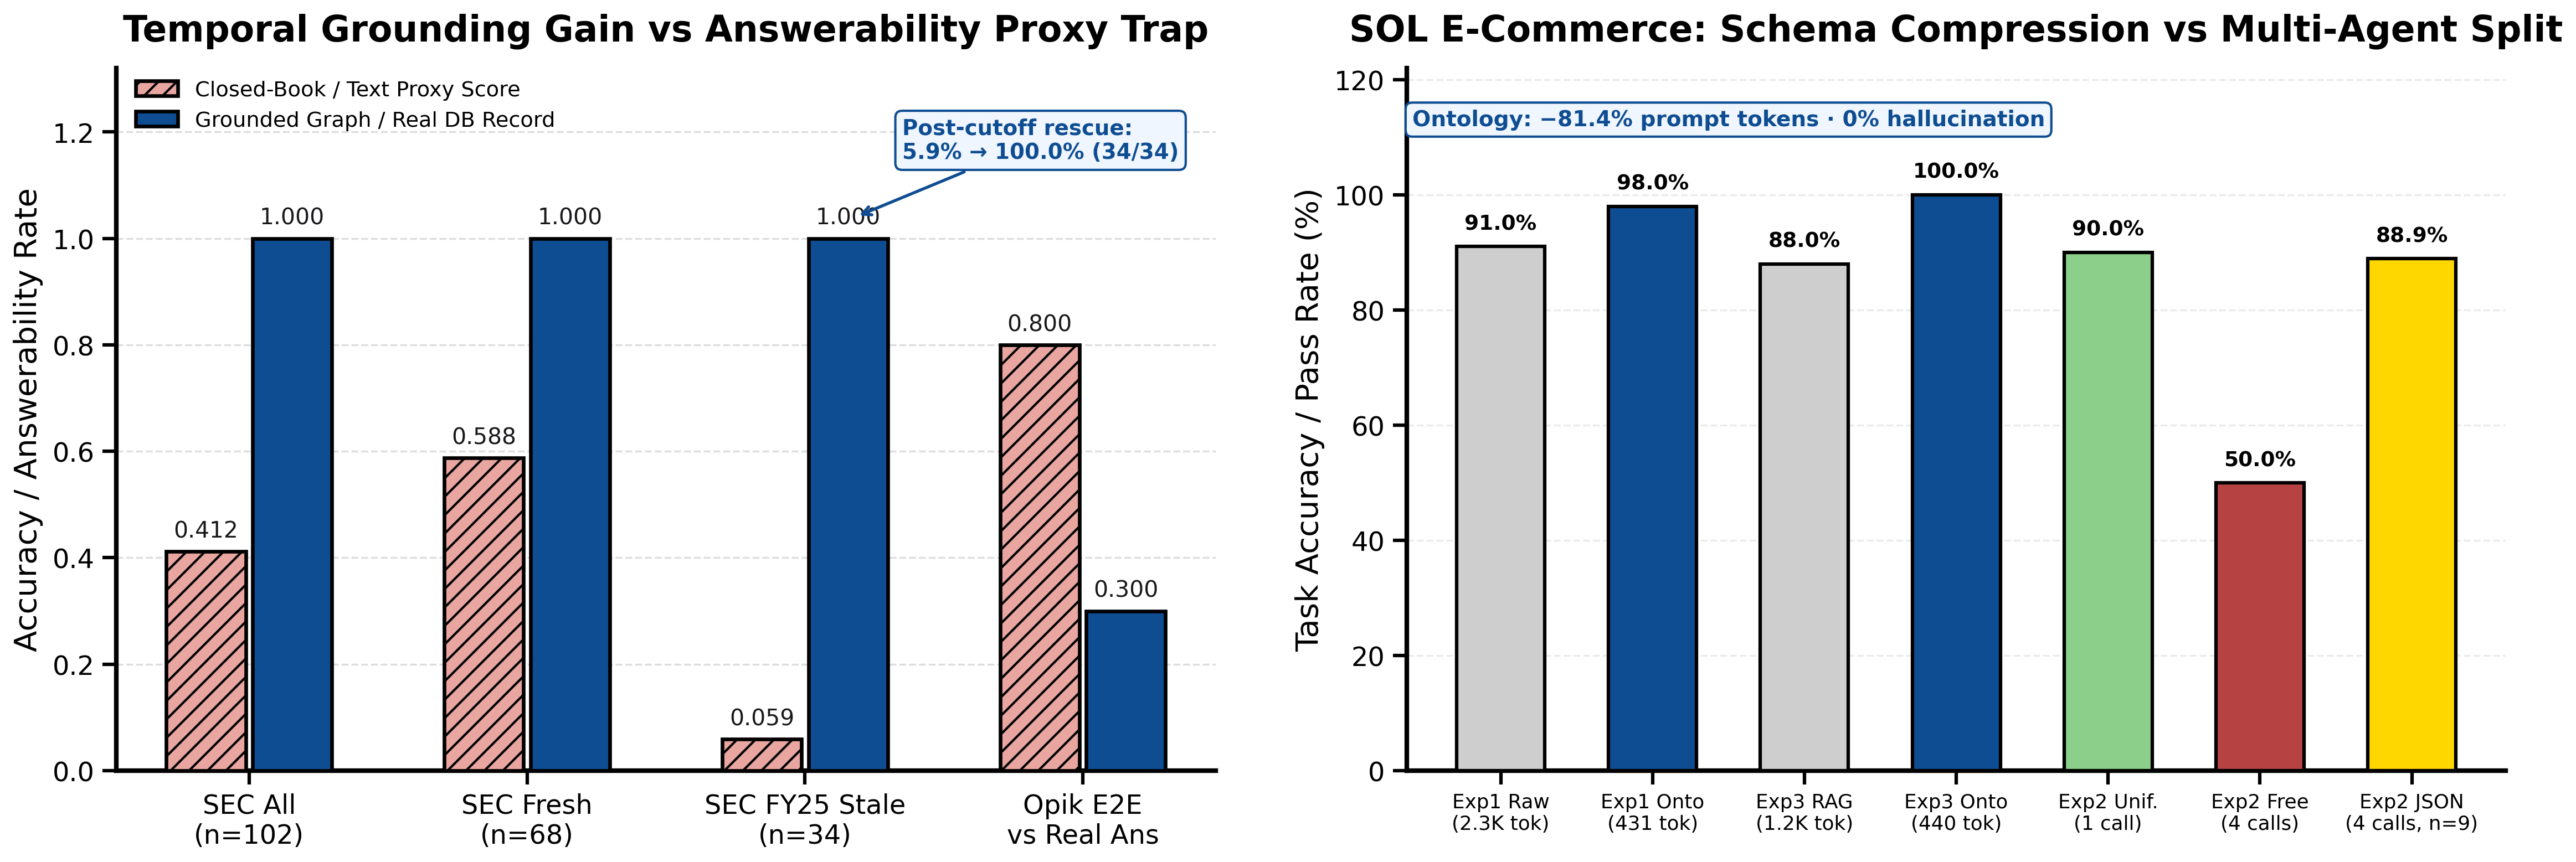 Temporal Grounding Gain vs Answerability Proxy Trap
Closed-Book / Text Proxy Score
Grounded Graph / Real DB Record
Post-cutoff rescue:
5.9% → 100.0% (34/34)
Accuracy / Answerability Rate
1.2
1.0
0.8
0.6
0.4
0.2
0.0
0.412
1.000
0.588
1.000
0.059
1.000
0.800
0.300
SEC All
(n=102)
SEC Fresh
(n=68)
SEC FY25 Stale
(n=34)
Opik E2E
vs Real Ans
SOL E-Commerce: Schema Compression vs Multi-Agent Split
Ontology: −81.4% prompt tokens · 0% hallucination
Task Accuracy / Pass Rate (%)
120
100
80
60
40
20
0
91.0%
98.0%
88.0%
100.0%
90.0%
50.0%
88.9%
Exp1 Raw
(2.3K tok)
Exp1 Onto
(431 tok)
Exp3 RAG
(1.2K tok)
Exp3 Onto
(440 tok)
Exp2 Unif.
(1 call)
Exp2 Free
(4 calls)
Exp2 JSON
(4 calls, n=9)